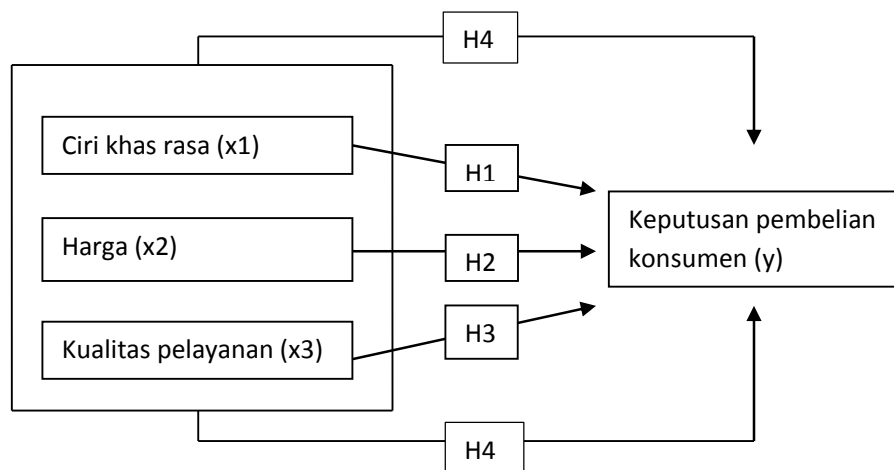 H4
Ciri khas rasa (x1)
H1
Harga (x2)
H2
Keputusan pembelian
konsumen (y)
Kualitas pelayanan (x3)
H3
H4